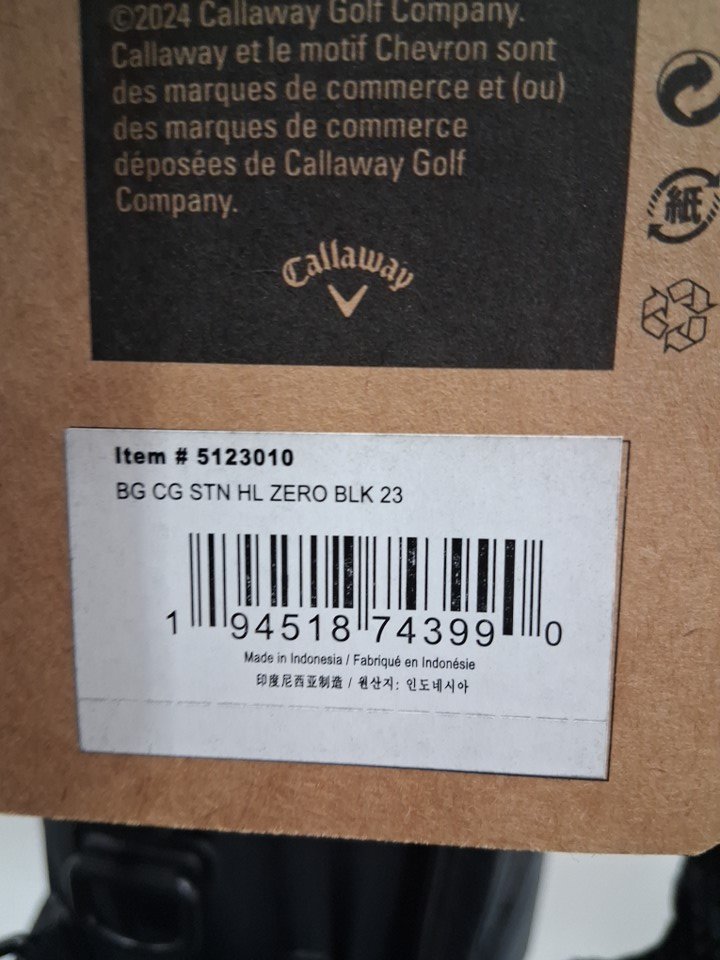 ©2024 Callaway Golf Company.
Callaway et le motif Chevron sont
des marques de commerce et (ou)
des marques de commerce
déposées de Callaway Golf
Company.
紙
Callaway
Item # 5123010
BG CG STN HL ZERO BLK 23
1 94518 74399 0
Made in Indonesia / Fabriqué en Indonésie
印度尼西亚制造 / 원산지: 인도네시아